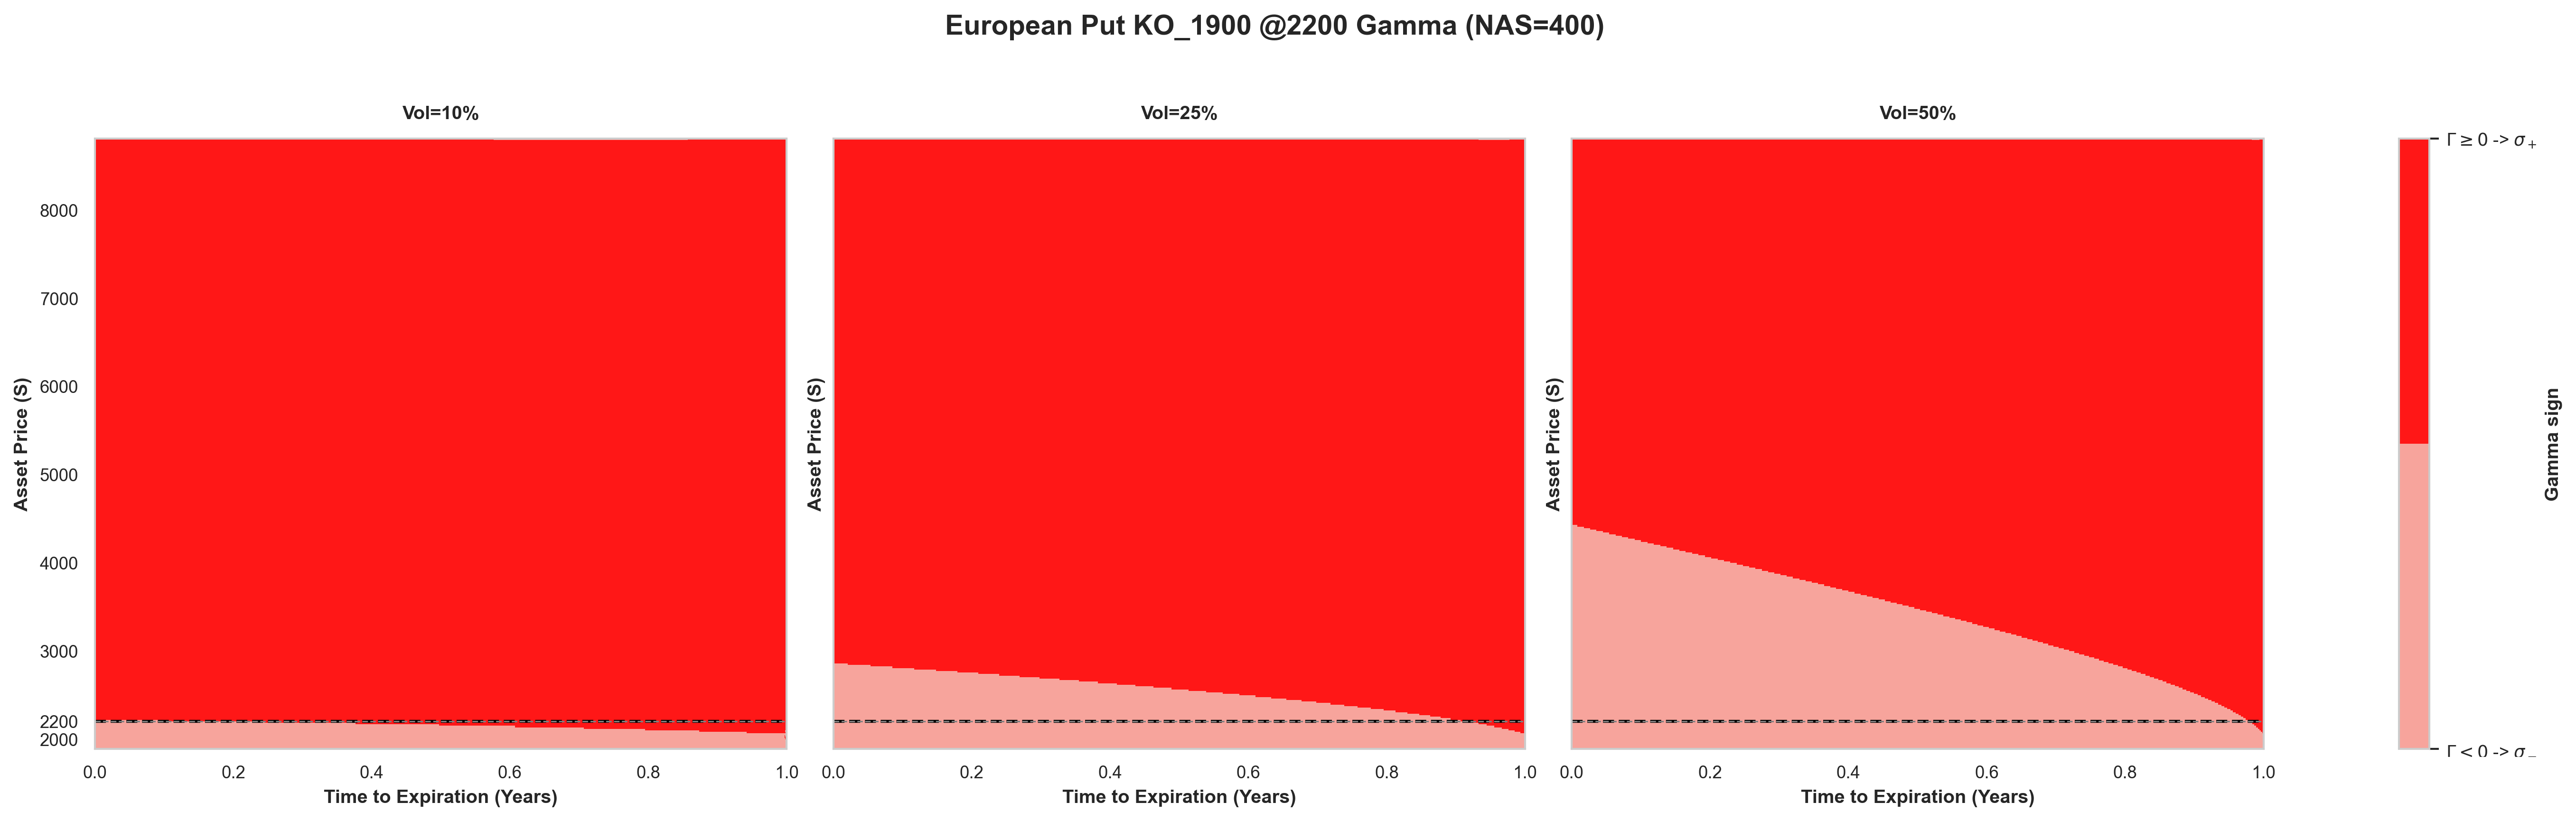 European Put KO_1900 @2200 Gamma (NAS=400)
Vol=10%
Vol=25%
Vol=50%
Asset Price (S)
8000
7000
6000
5000
4000
3000
2200
2000
0.0 0.2 0.4 0.6 0.8 1.0
Time to Expiration (Years)
Asset Price (S)
0.0 0.2 0.4 0.6 0.8 1.0
Time to Expiration (Years)
Asset Price (S)
0.0 0.2 0.4 0.6 0.8 1.0
Time to Expiration (Years)
Γ ≥ 0 -> σ₊
Γ < 0 -> σ₋
Gamma sign